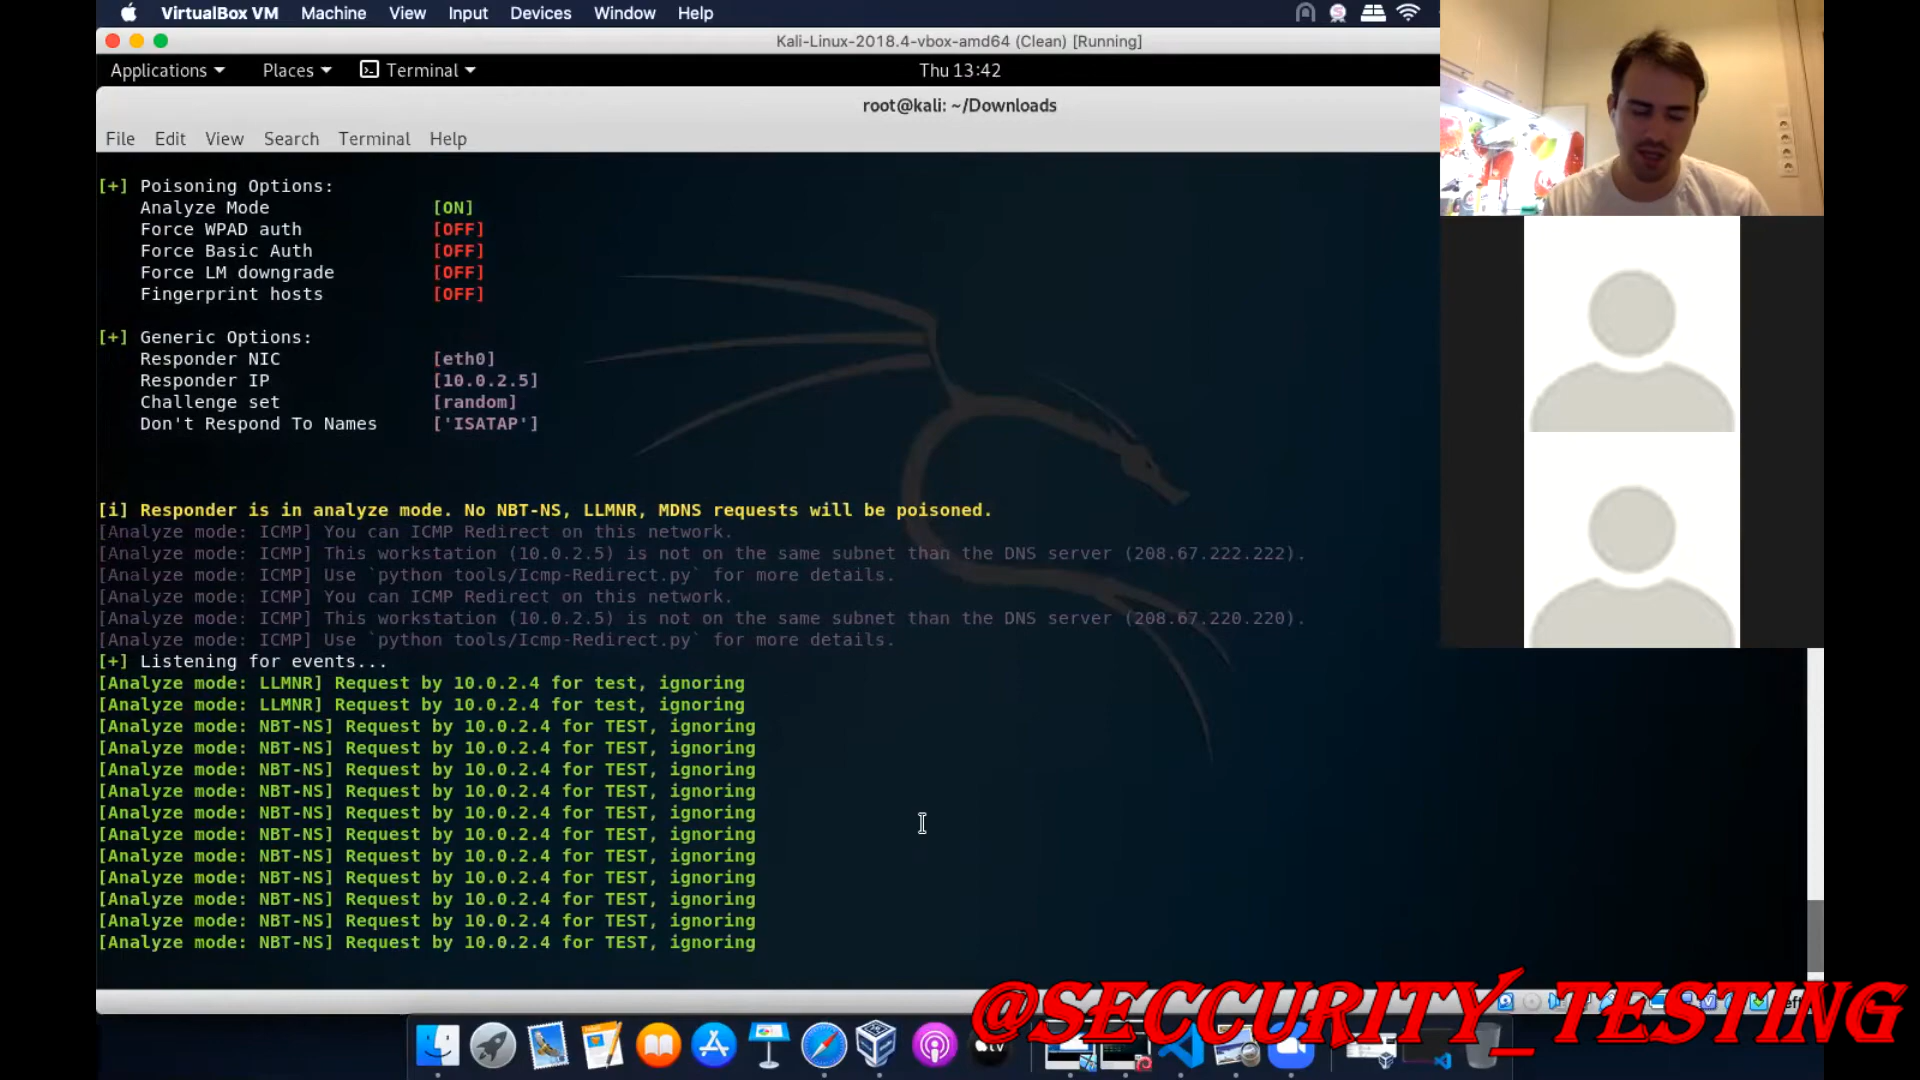 VirtualBox VM Machine View Input Devices Window Help
Kali-Linux-2018.4-vbox-amd64 (Clean) [Running]
Applications Places Terminal Thu 13:42
root@kali: ~/Downloads
File Edit View Search Terminal Help
[+] Poisoning Options:
Analyze Mode [ON]
Force WPAD auth [OFF]
Force Basic Auth [OFF]
Force LM downgrade [OFF]
Fingerprint hosts [OFF]
[+] Generic Options:
Responder NIC [eth0]
Responder IP [10.0.2.5]
Challenge set [random]
Don't Respond To Names ['ISATAP']
[i] Responder is in analyze mode. No NBT-NS, LLMNR, MDNS requests will be poisoned.
[Analyze mode: ICMP] You can ICMP Redirect on this network.
[Analyze mode: ICMP] This workstation (10.0.2.5) is not on the same subnet than the DNS server (208.67.222.222).
[Analyze mode: ICMP] Use `python tools/Icmp-Redirect.py` for more details.
[Analyze mode: ICMP] You can ICMP Redirect on this network.
[Analyze mode: ICMP] This workstation (10.0.2.5) is not on the same subnet than the DNS server (208.67.220.220).
[Analyze mode: ICMP] Use `python tools/Icmp-Redirect.py` for more details.
[+] Listening for events...
[Analyze mode: LLMNR] Request by 10.0.2.4 for test, ignoring
[Analyze mode: LLMNR] Request by 10.0.2.4 for test, ignoring
[Analyze mode: NBT-NS] Request by 10.0.2.4 for TEST, ignoring
[Analyze mode: NBT-NS] Request by 10.0.2.4 for TEST, ignoring
[Analyze mode: NBT-NS] Request by 10.0.2.4 for TEST, ignoring
[Analyze mode: NBT-NS] Request by 10.0.2.4 for TEST, ignoring
[Analyze mode: NBT-NS] Request by 10.0.2.4 for TEST, ignoring
[Analyze mode: NBT-NS] Request by 10.0.2.4 for TEST, ignoring
[Analyze mode: NBT-NS] Request by 10.0.2.4 for TEST, ignoring
[Analyze mode: NBT-NS] Request by 10.0.2.4 for TEST, ignoring
[Analyze mode: NBT-NS] Request by 10.0.2.4 for TEST, ignoring
[Analyze mode: NBT-NS] Request by 10.0.2.4 for TEST, ignoring
[Analyze mode: NBT-NS] Request by 10.0.2.4 for TEST, ignoring
@SECCURITY_TESTING